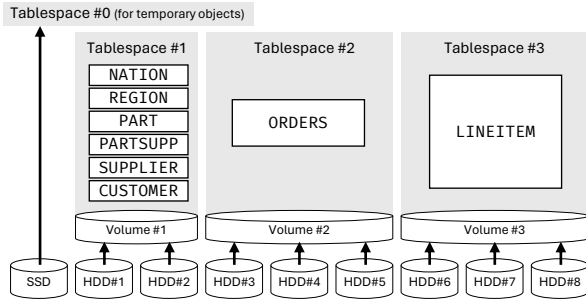 Tablespace #0 (for temporary objects)
Tablespace #1
Tablespace #2
Tablespace #3
NATION
REGION
PART
PARTSUPP
SUPPLIER
CUSTOMER
ORDERS
LINEITEM
Volume #1
Volume #2
Volume #3
SSD
HDD#1
HDD#2
HDD#3
HDD#4
HDD#5
HDD#6
HDD#7
HDD#8